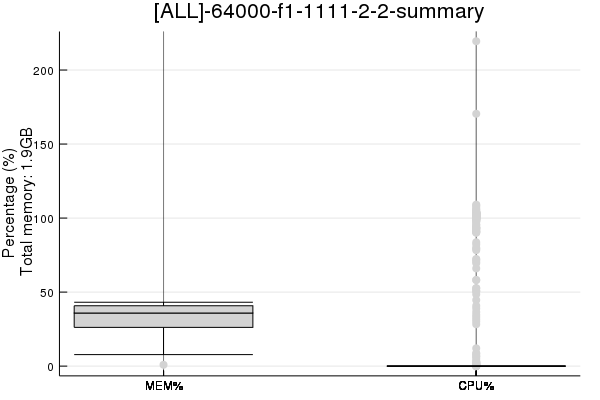 [ALL]-64000-f1-1111-2-2-summary
Percentage (%)
Total memory: 1.9GB
200
150
100
50
0
MEM%
CPU%